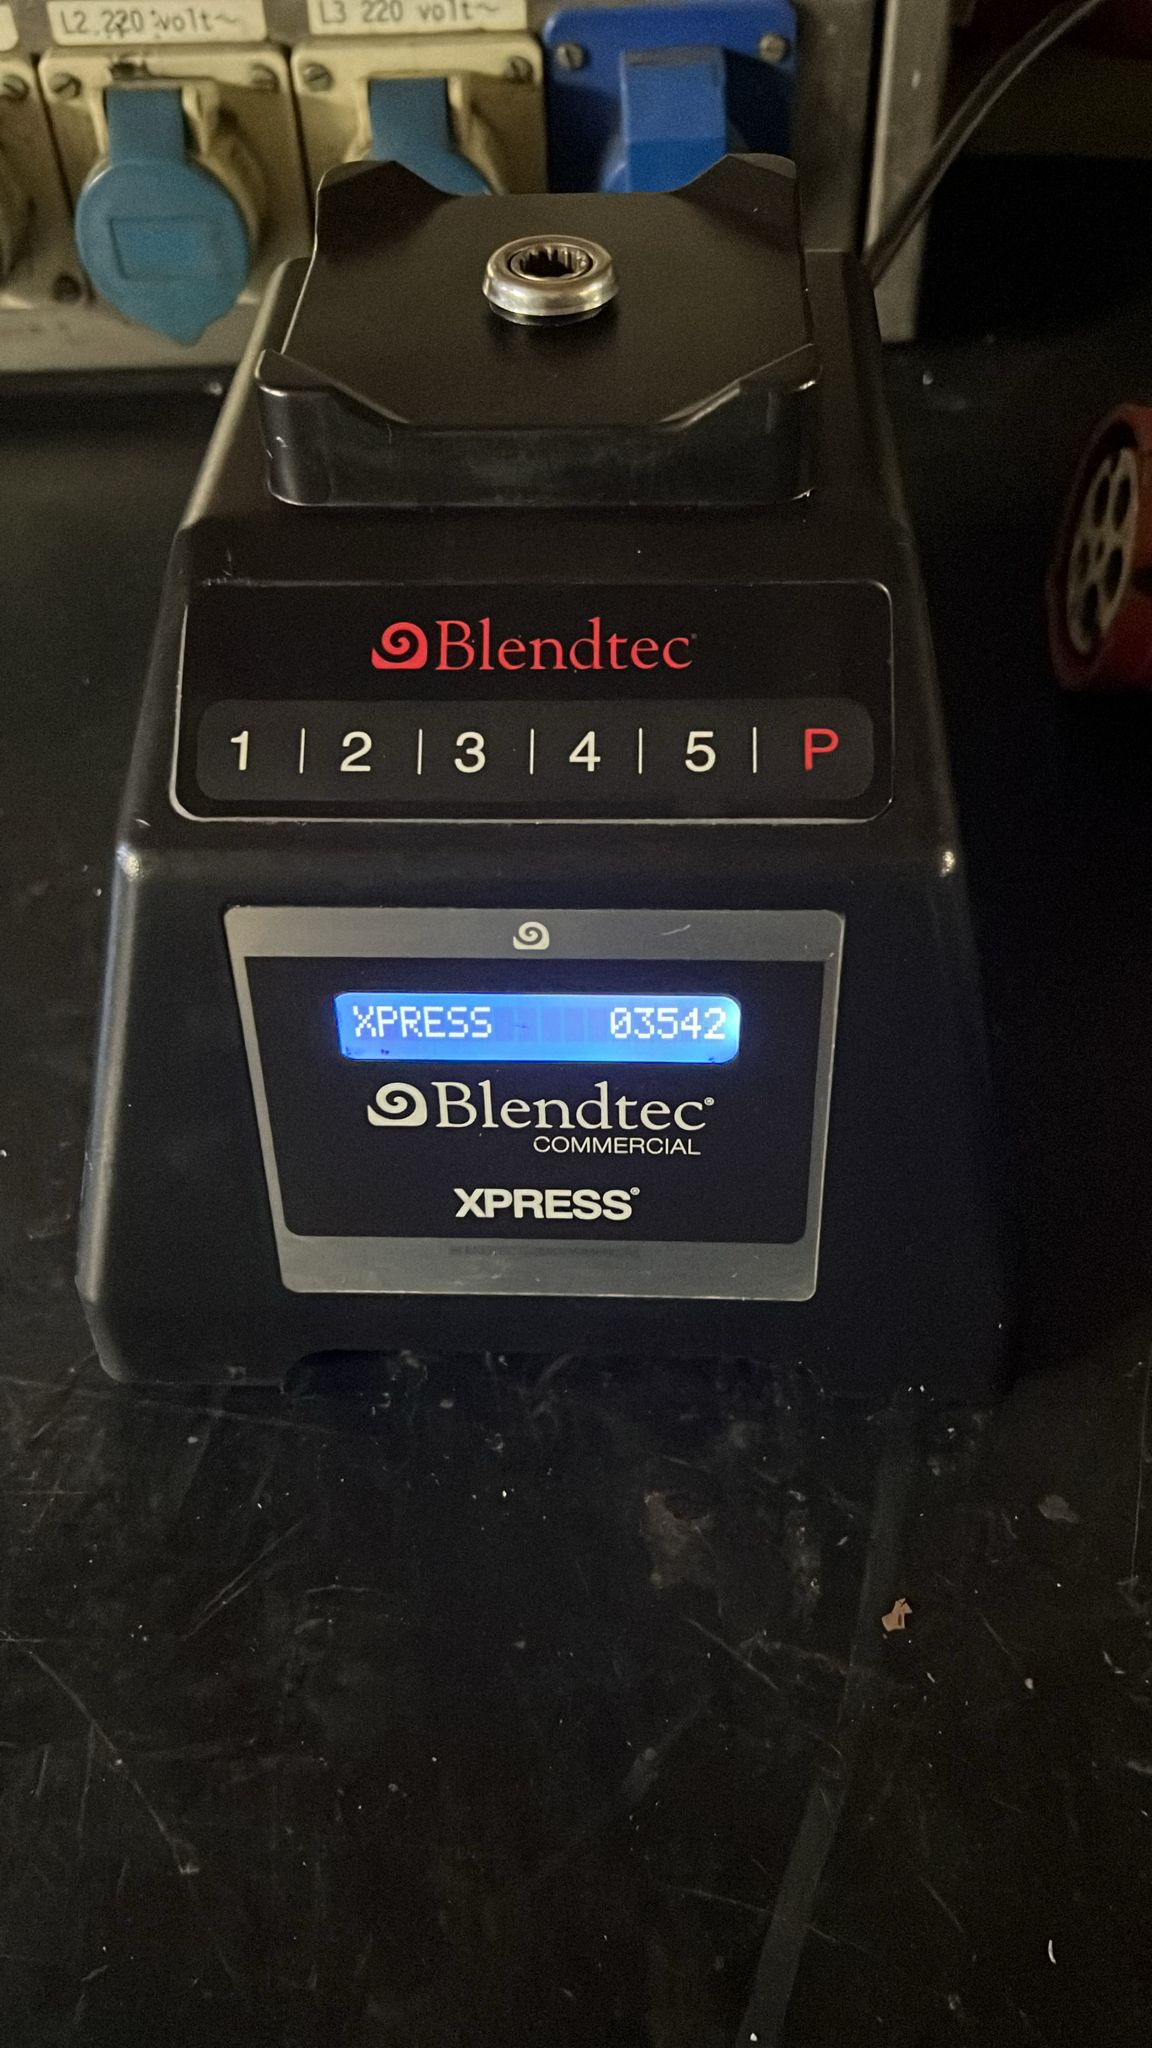 L2 220 volt~
L3 220 volt~
Blendtec
1 | 2 | 3 | 4 | 5 | P
XPRESS 03542
Blendtec®
COMMERCIAL
XPRESS®